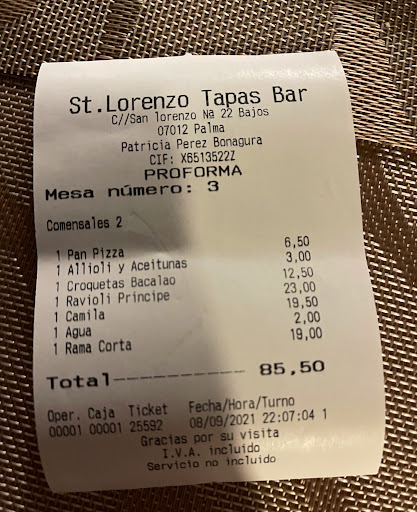 St.Lorenzo Tapas Bar
C//San lorenzo Nª 22 Bajos
07012 Palma
Patricia Perez Bonagura
CIF: X6513522Z
PROFORMA
Mesa número: 3
Comensales 2
1 Pan Pizza 6,50
1 Allioli y Aceitunas 3,00
1 Croquetas Bacalao 12,50
1 Ravioli Principe 23,00
1 Camila 19,50
1 Agua 2,00
1 Rama Corta 19,00
Total---------- 85,50
Oper. Caja Ticket Fecha/Hora/Turno
00001 00001 25592 08/09/2021 22:07:04 1
Gracias por su visita
I.V.A. incluido
Servicio no incluido